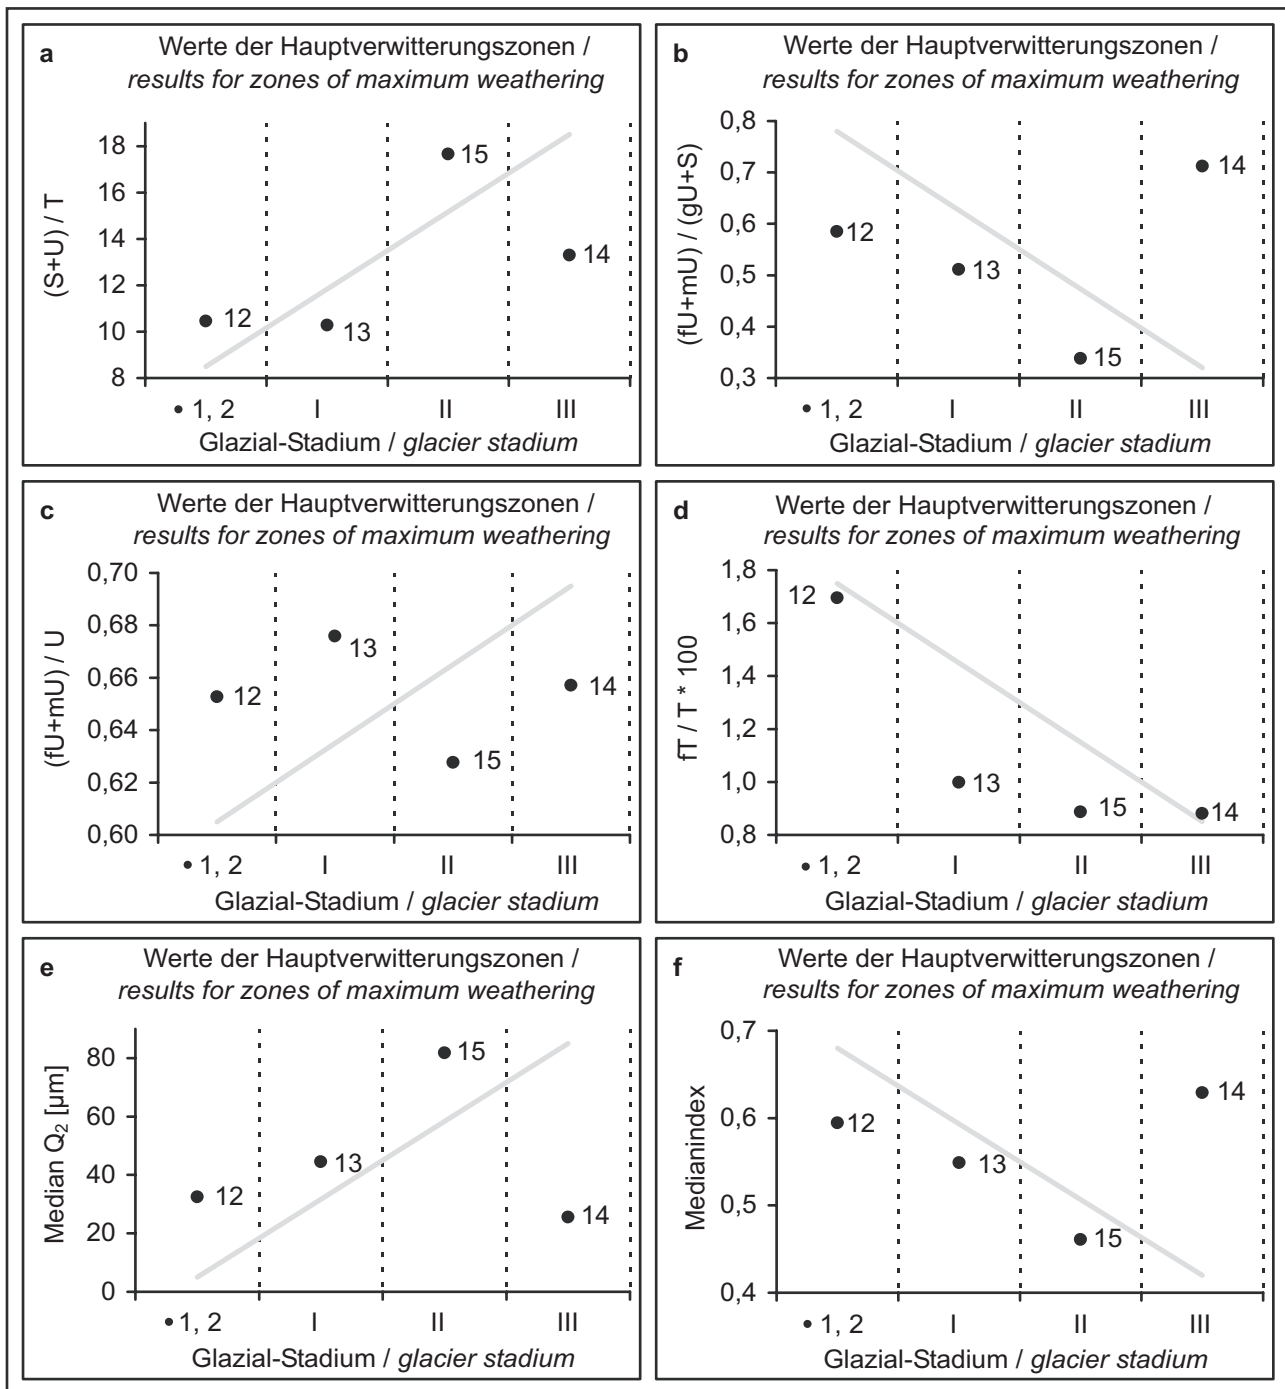 a
Werte der Hauptverwitterungszonen /
results for zones of maximum weathering
(S+U) / T
18
16
14
12
10
8
12
13
15
14
• 1, 2 I II III
Glazial-Stadium / glacier stadium
b
Werte der Hauptverwitterungszonen /
results for zones of maximum weathering
(fU+mU) / (gU+S)
0,8
0,7
0,6
0,5
0,4
0,3
12
13
15
14
• 1, 2 I II III
Glazial-Stadium / glacier stadium
c
Werte der Hauptverwitterungszonen /
results for zones of maximum weathering
(fU+mU) / U
0,70
0,68
0,66
0,64
0,62
0,60
12
13
15
14
• 1, 2 I II III
Glazial-Stadium / glacier stadium
d
Werte der Hauptverwitterungszonen /
results for zones of maximum weathering
fT / T * 100
1,8
1,6
1,4
1,2
1,0
0,8
12
13
15
14
• 1, 2 I II III
Glazial-Stadium / glacier stadium
e
Werte der Hauptverwitterungszonen /
results for zones of maximum weathering
Median Q₂ [µm]
80
60
40
20
0
12
13
15
14
• 1, 2 I II III
Glazial-Stadium / glacier stadium
f
Werte der Hauptverwitterungszonen /
results for zones of maximum weathering
Medianindex
0,7
0,6
0,5
0,4
12
13
15
14
• 1, 2 I II III
Glazial-Stadium / glacier stadium